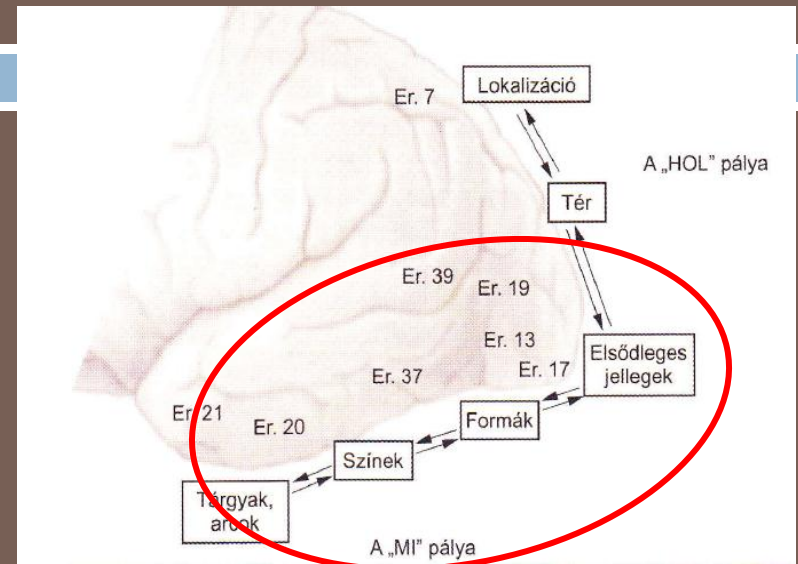 Lokalizáció
Er. 7
A „HOL” pálya
Tér
Er. 39
Er. 19
Er. 13
Elsődleges
jellegek
Er. 17
Er. 37
Er. 21
Er. 20
Formák
Színek
Tárgyak,
arcok
A „MI” pálya